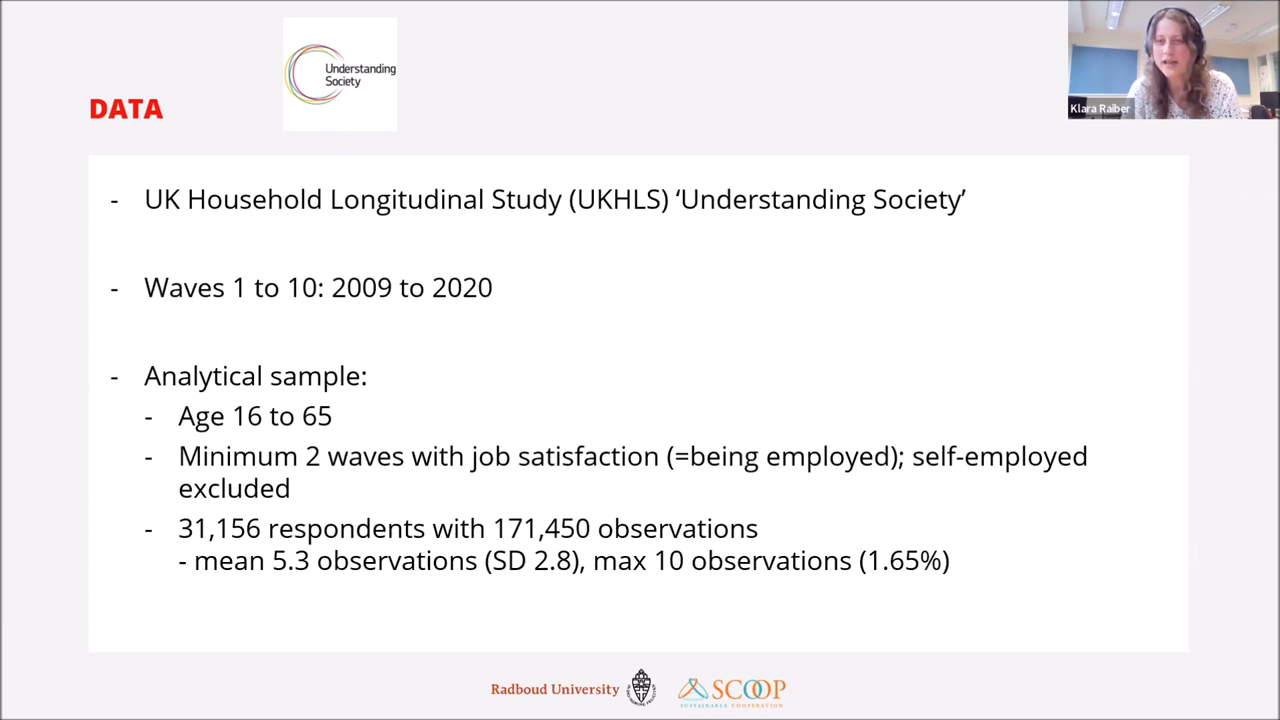 Understanding
Society
DATA
Klara Raiber
- UK Household Longitudinal Study (UKHLS) ‘Understanding Society’
- Waves 1 to 10: 2009 to 2020
- Analytical sample:
- Age 16 to 65
- Minimum 2 waves with job satisfaction (=being employed); self-employed
excluded
- 31,156 respondents with 171,450 observations
- mean 5.3 observations (SD 2.8), max 10 observations (1.65%)
Radboud University
SCOOP
SUSTAINABLE COOPERATION